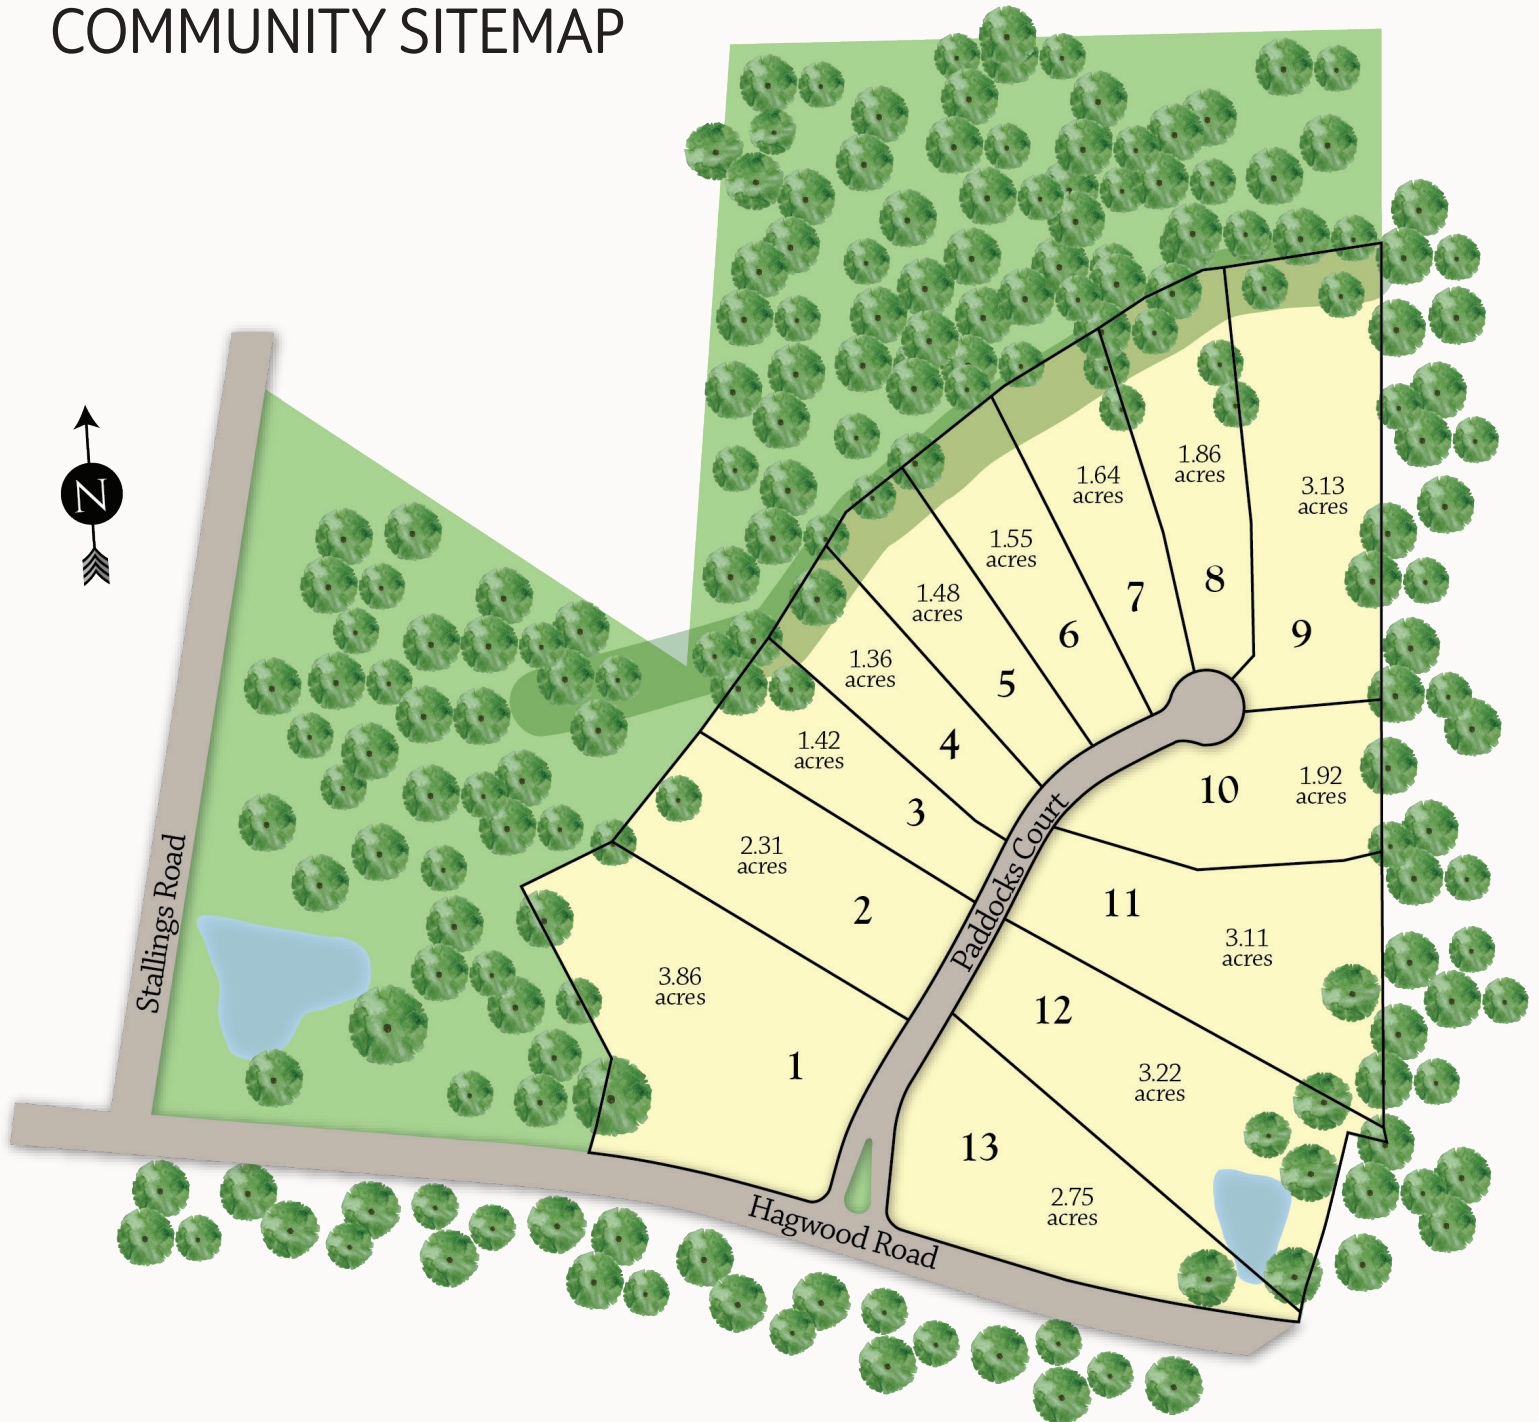 COMMUNITY SITEMAP
N
Stallings Road
Hagwood Road
Paddocks Court
3.86
acres
1
2.31
acres
2
1.42
acres
3
1.36
acres
4
1.48
acres
5
1.55
acres
6
1.64
acres
7
1.86
acres
8
3.13
acres
9
10
1.92
acres
11
3.11
acres
12
3.22
acres
13
2.75
acres